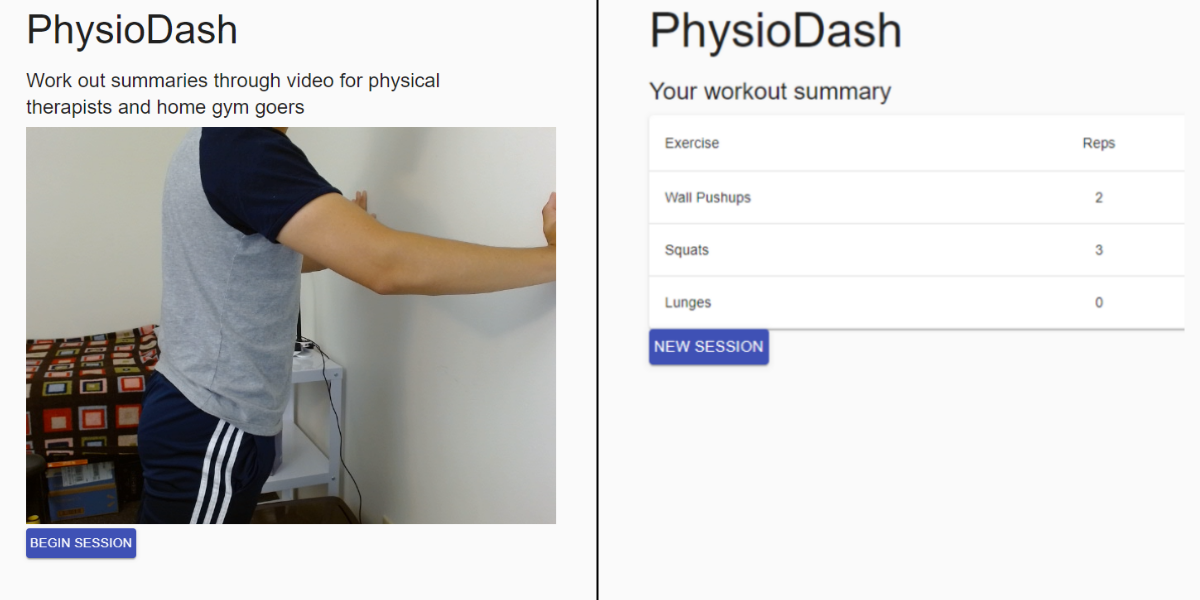 PhysioDash
Work out summaries through video for physical
therapists and home gym goers
BEGIN SESSION
PhysioDash
Your workout summary
Exercise Reps
Wall Pushups 2
Squats 3
Lunges 0
NEW SESSION